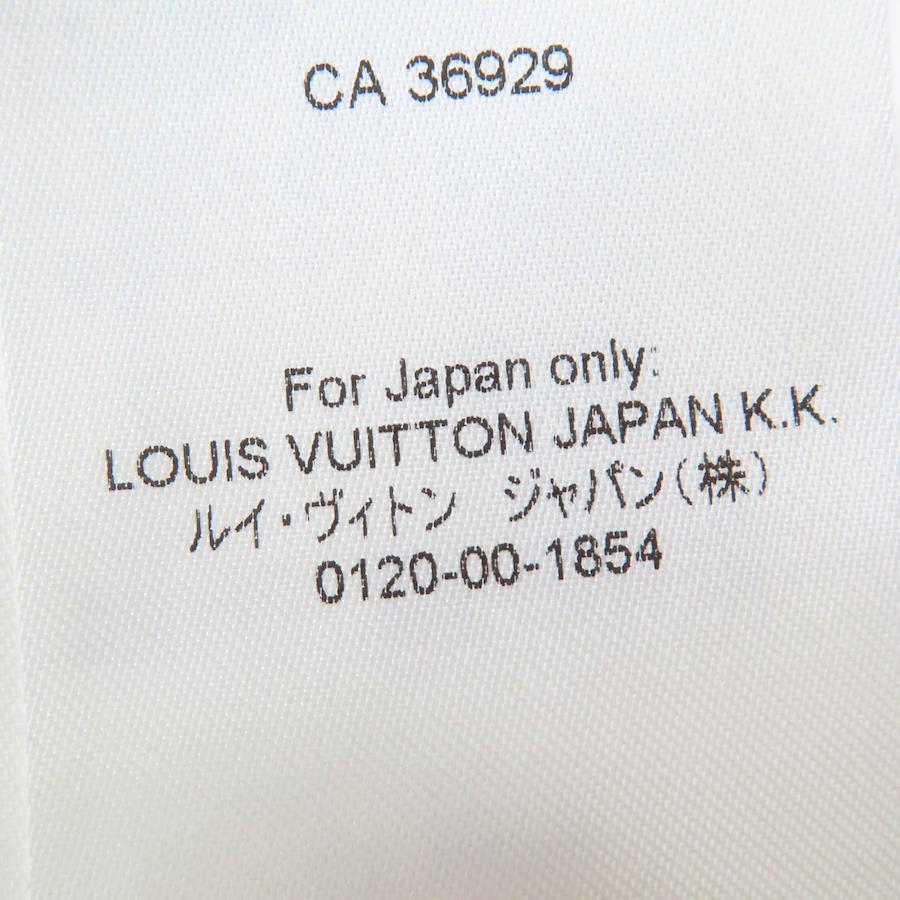 CA 36929
For Japan only:
LOUIS VUITTON JAPAN K.K.
ルイ・ヴィトン　ジャパン(株)
0120-00-1854